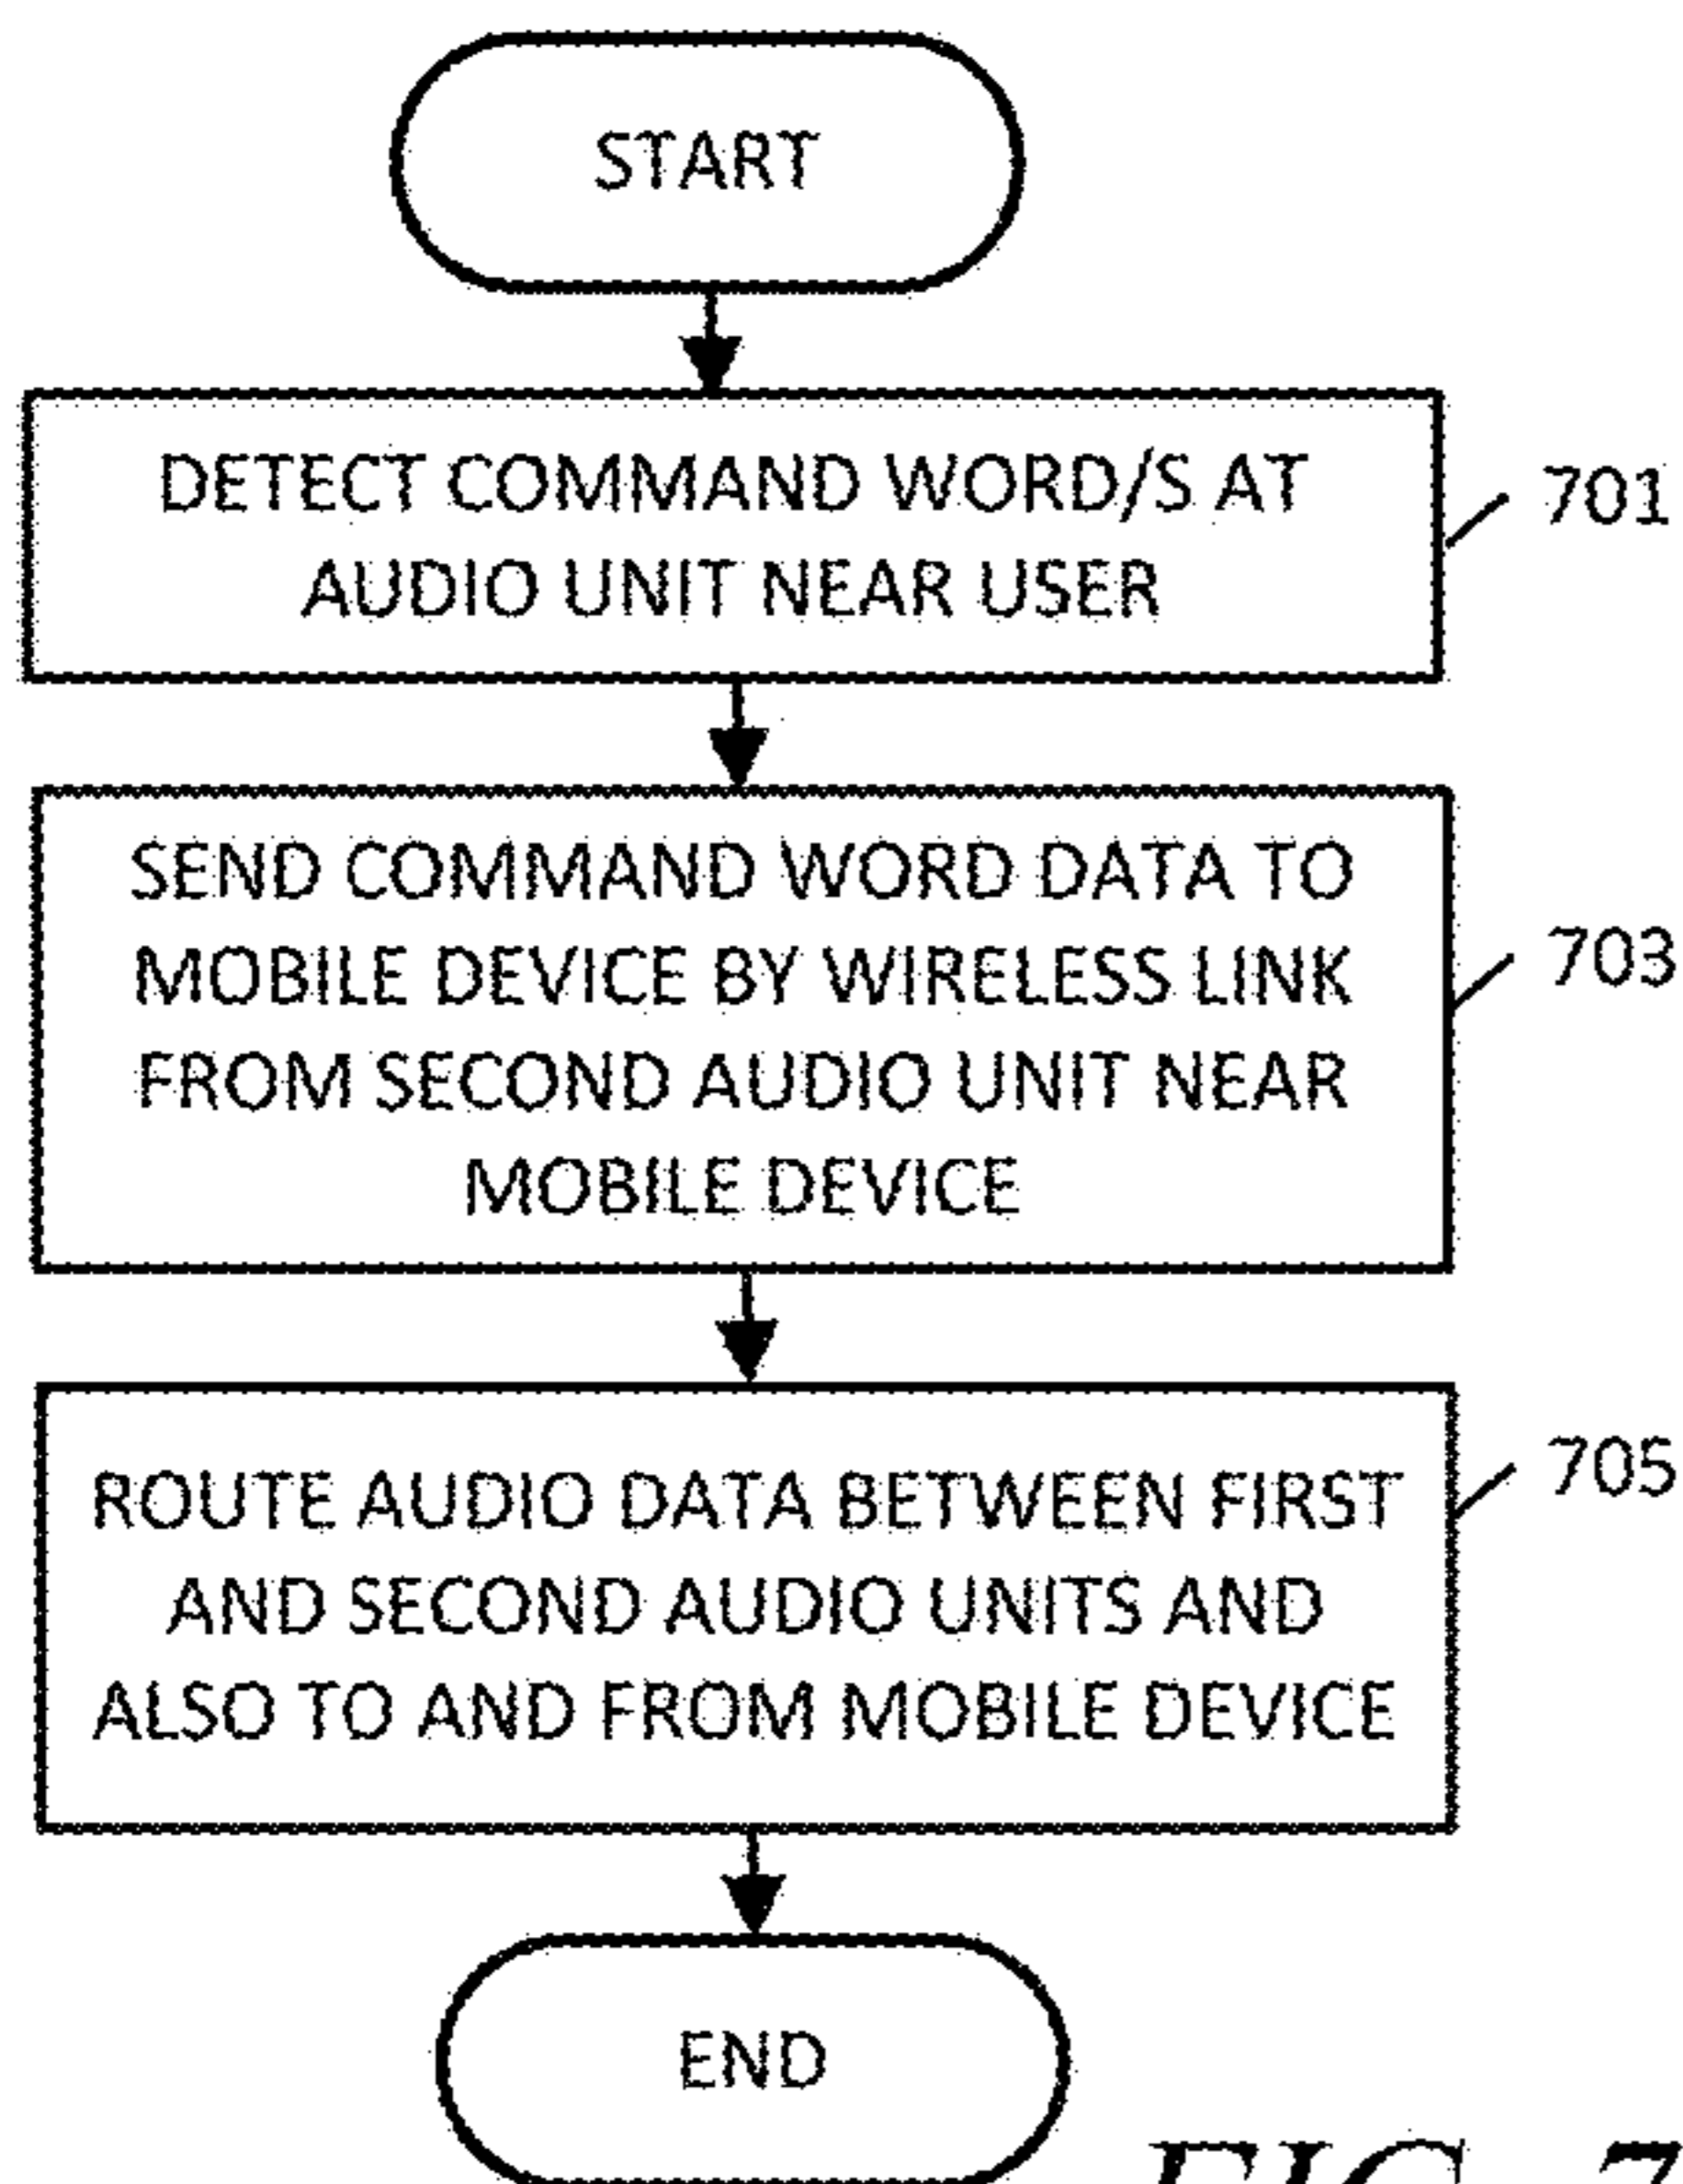 START
DETECT COMMAND WORD/S AT
AUDIO UNIT NEAR USER
701
SEND COMMAND WORD DATA TO
MOBILE DEVICE BY WIRELESS LINK
FROM SECOND AUDIO UNIT NEAR
MOBILE DEVICE
703
ROUTE AUDIO DATA BETWEEN FIRST
AND SECOND AUDIO UNITS AND
ALSO TO AND FROM MOBILE DEVICE
705
END
FIG. 7